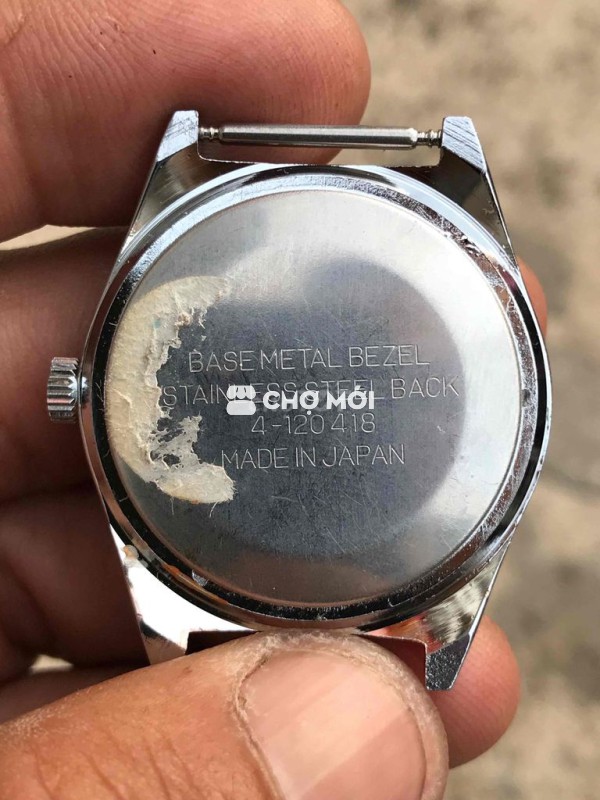 BASE METAL BEZEL
STAINLESS STEEL BACK
CHỢ MỚI
4-120418
MADE IN JAPAN